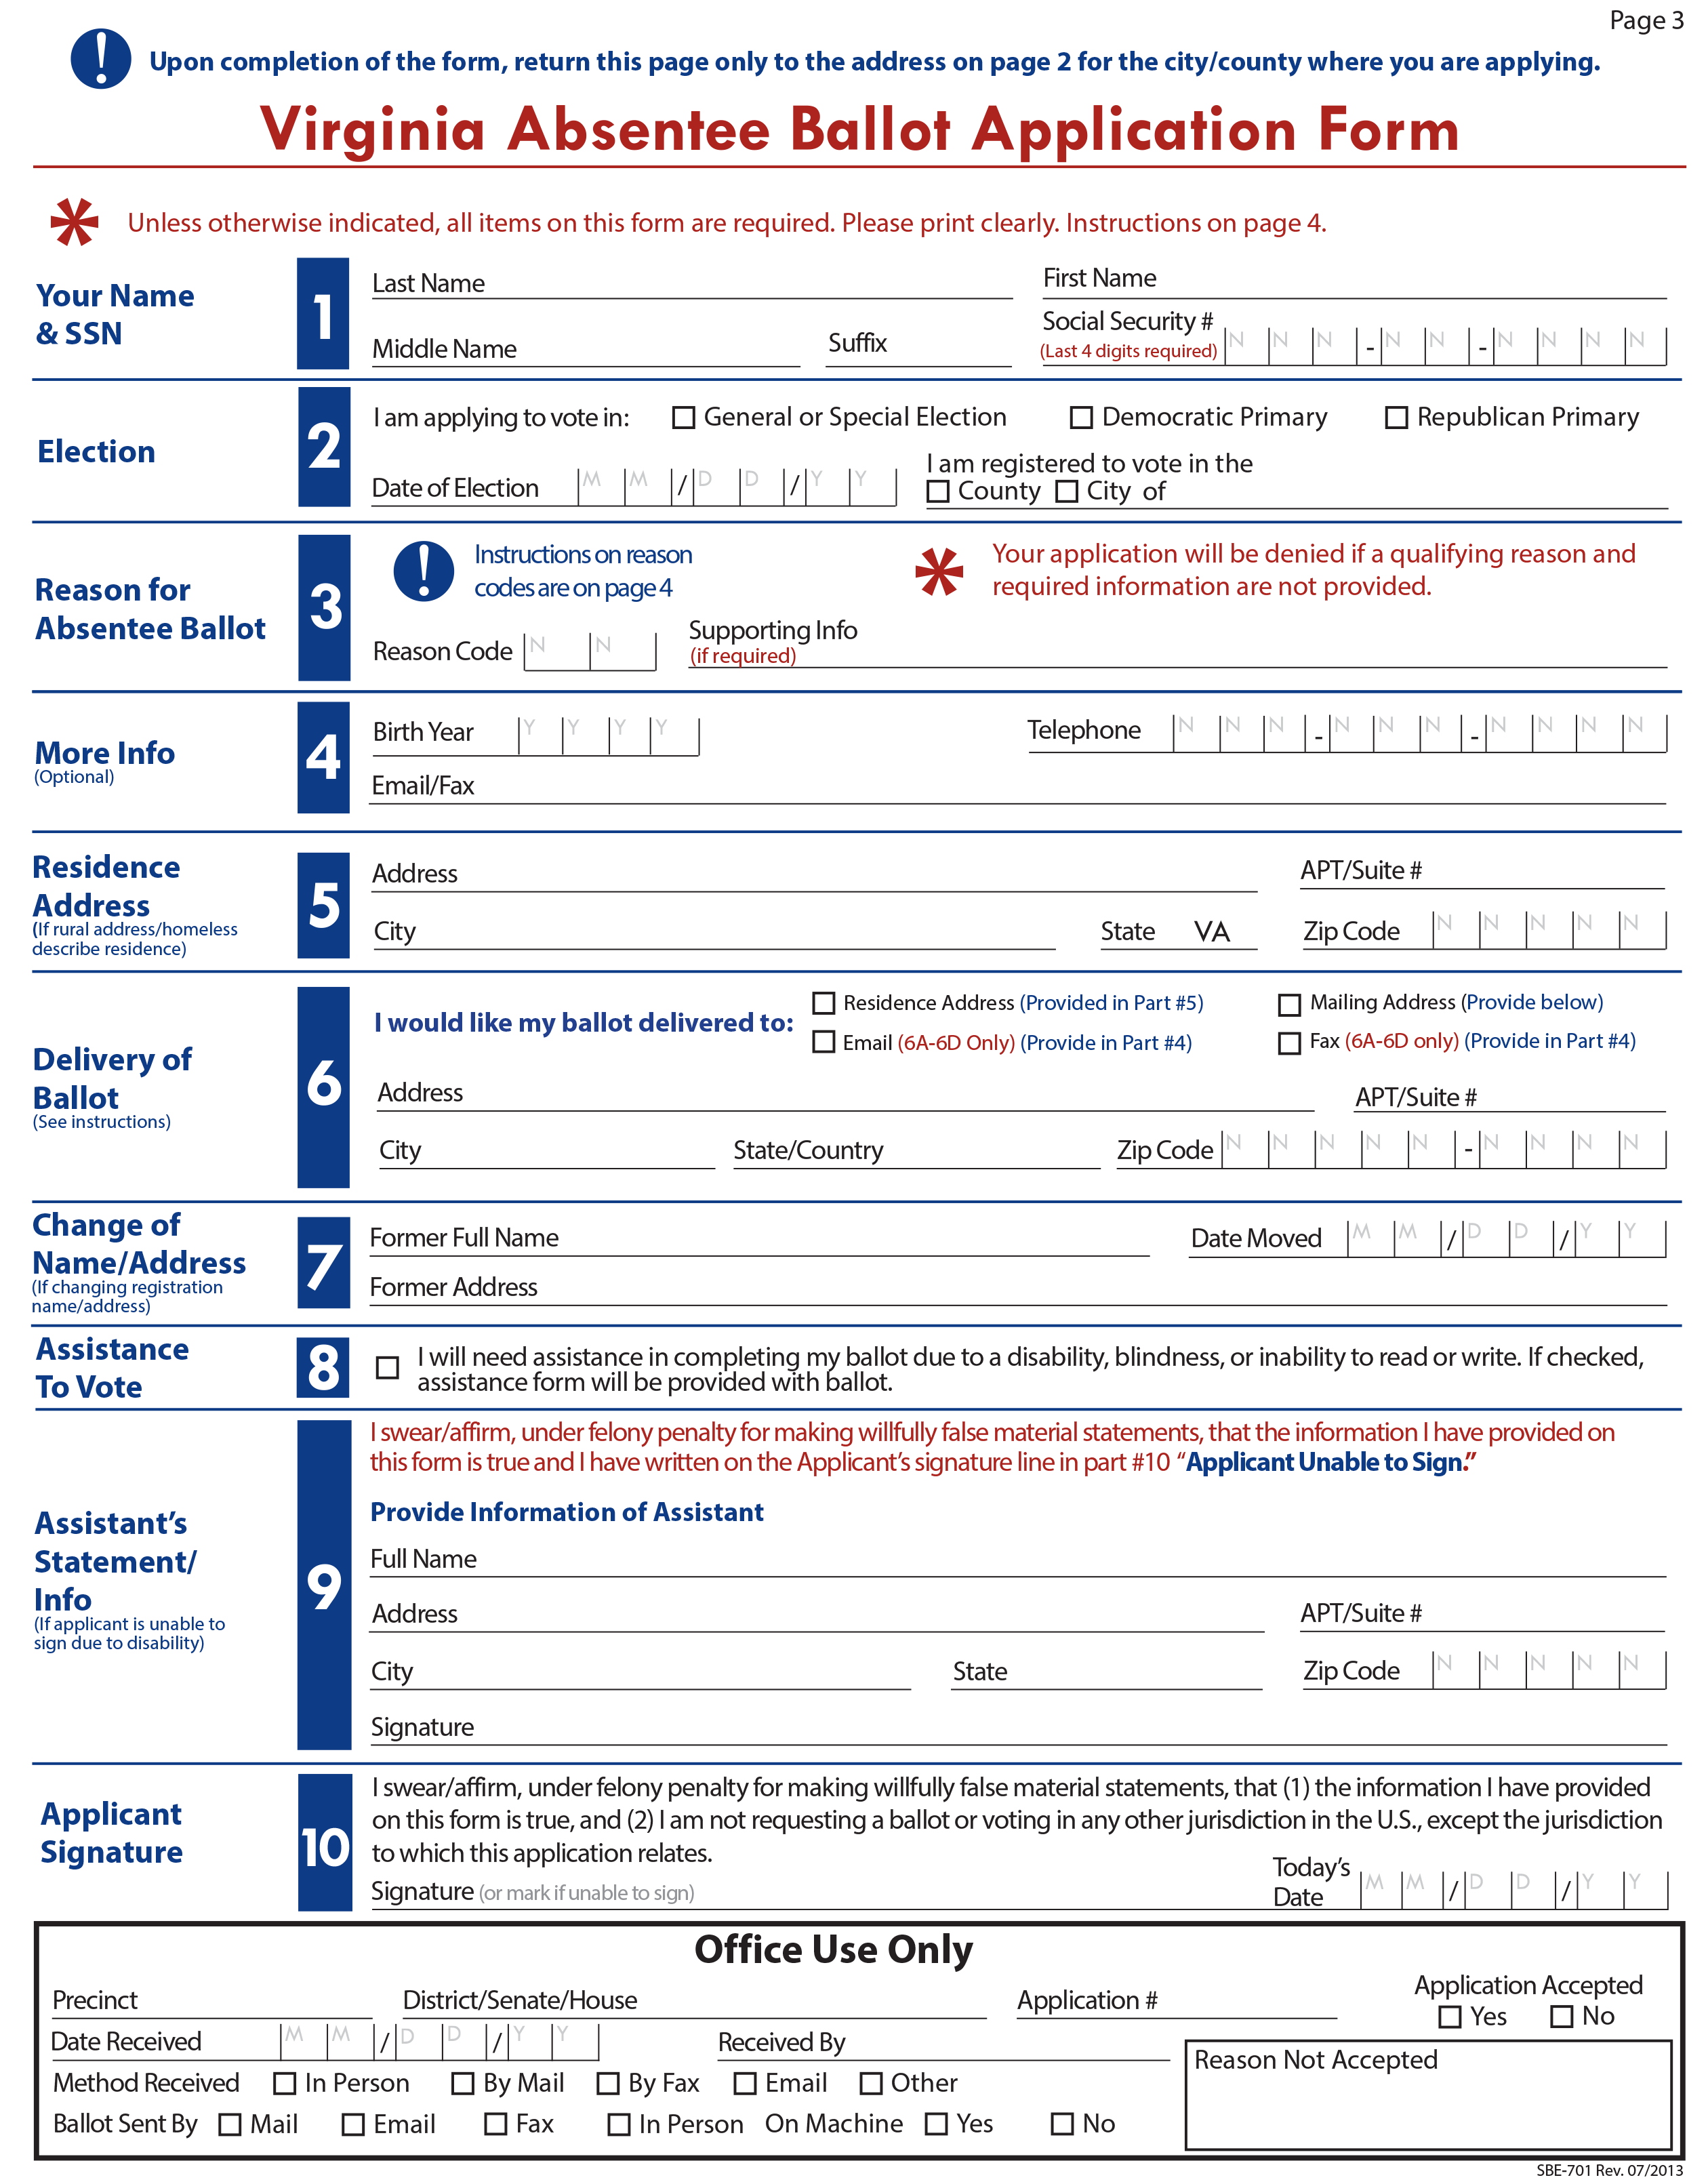 Page 3
! Upon completion of the form, return this page only to the address on page 2 for the city/county where you are applying.
Virginia Absentee Ballot Application Form
* Unless otherwise indicated, all items on this form are required. Please print clearly. Instructions on page 4.
Your Name
& SSN
1
Last Name
First Name
Middle Name
Suffix
Social Security #
(Last 4 digits required)
N N N - N N - N N N N
Election
2
I am applying to vote in: General or Special Election Democratic Primary Republican Primary
Date of Election M M / D D / Y Y
I am registered to vote in the
County City of
Reason for
Absentee Ballot
3
! Instructions on reason
codes are on page 4
* Your application will be denied if a qualifying reason and
required information are not provided.
Reason Code N N
Supporting Info
(if required)
More Info
(Optional)
4
Birth Year Y Y Y Y
Telephone N N N - N N N - N N N N
Email/Fax
Residence
Address
(If rural address/homeless
describe residence)
5
Address
APT/Suite #
City
State VA
Zip Code N N N N N
Delivery of
Ballot
(See instructions)
6
I would like my ballot delivered to:
Residence Address (Provided in Part #5)
Mailing Address (Provide below)
Email (6A-6D Only) (Provide in Part #4)
Fax (6A-6D only) (Provide in Part #4)
Address
APT/Suite #
City
State/Country
Zip Code N N N N N - N N N N
Change of
Name/Address
(If changing registration
name/address)
7
Former Full Name
Date Moved M M / D D / Y Y
Former Address
Assistance
To Vote
8
I will need assistance in completing my ballot due to a disability, blindness, or inability to read or write. If checked,
assistance form will be provided with ballot.
Assistant's
Statement/
Info
(If applicant is unable to
sign due to disability)
9
I swear/affirm, under felony penalty for making willfully false material statements, that the information I have provided on
this form is true and I have written on the Applicant's signature line in part #10 "Applicant Unable to Sign."
Provide Information of Assistant
Full Name
Address
APT/Suite #
City
State
Zip Code N N N N N
Signature
Applicant
Signature
10
I swear/affirm, under felony penalty for making willfully false material statements, that (1) the information I have provided
on this form is true, and (2) I am not requesting a ballot or voting in any other jurisdiction in the U.S., except the jurisdiction
to which this application relates.
Signature (or mark if unable to sign)
Today's
Date M M / D D / Y Y
Office Use Only
Precinct
District/Senate/House
Application #
Application Accepted
Yes No
Date Received M M / D D / Y Y
Received By
Reason Not Accepted
Method Received In Person By Mail By Fax Email Other
Ballot Sent By Mail Email Fax In Person On Machine Yes No
SBE-701 Rev. 07/2013